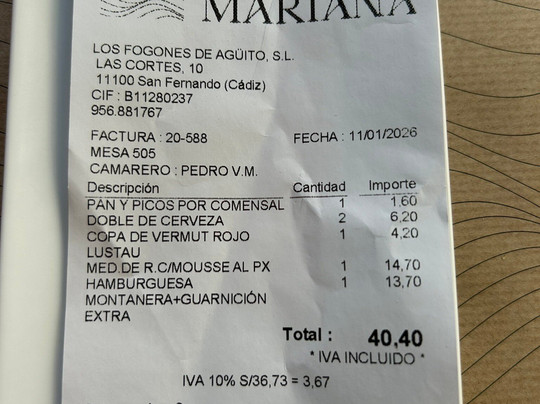 MARIANA
LOS FOGONES DE AGÜITO, S.L.
LAS CORTES, 10
11100 San Fernando (Cádiz)
CIF : B11280237
956.881767
FACTURA : 20-588 FECHA : 11/01/2026
MESA 505
CAMARERO : PEDRO V.M.
Descripción Cantidad Importe
PAN Y PICOS POR COMENSAL 1 1,60
DOBLE DE CERVEZA 2 6,20
COPA DE VERMUT ROJO 1 4,20
LUSTAU
MED.DE R.C/MOUSSE AL PX 1 14,70
HAMBURGUESA 1 13,70
MONTANERA+GUARNICIÓN
EXTRA
Total : 40,40
* IVA INCLUIDO *
IVA 10% S/36,73 = 3,67